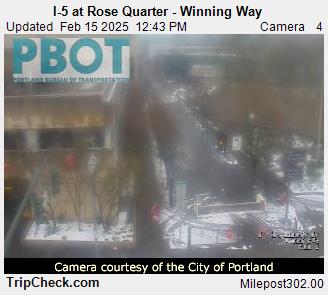 I-5 at Rose Quarter - Winning Way
Updated Feb 15 2025 12:43 PM Camera 4
PBOT
PORTLAND BUREAU OF TRANSPORTATION
Camera courtesy of the City of Portland
TripCheck.com Milepost302.00